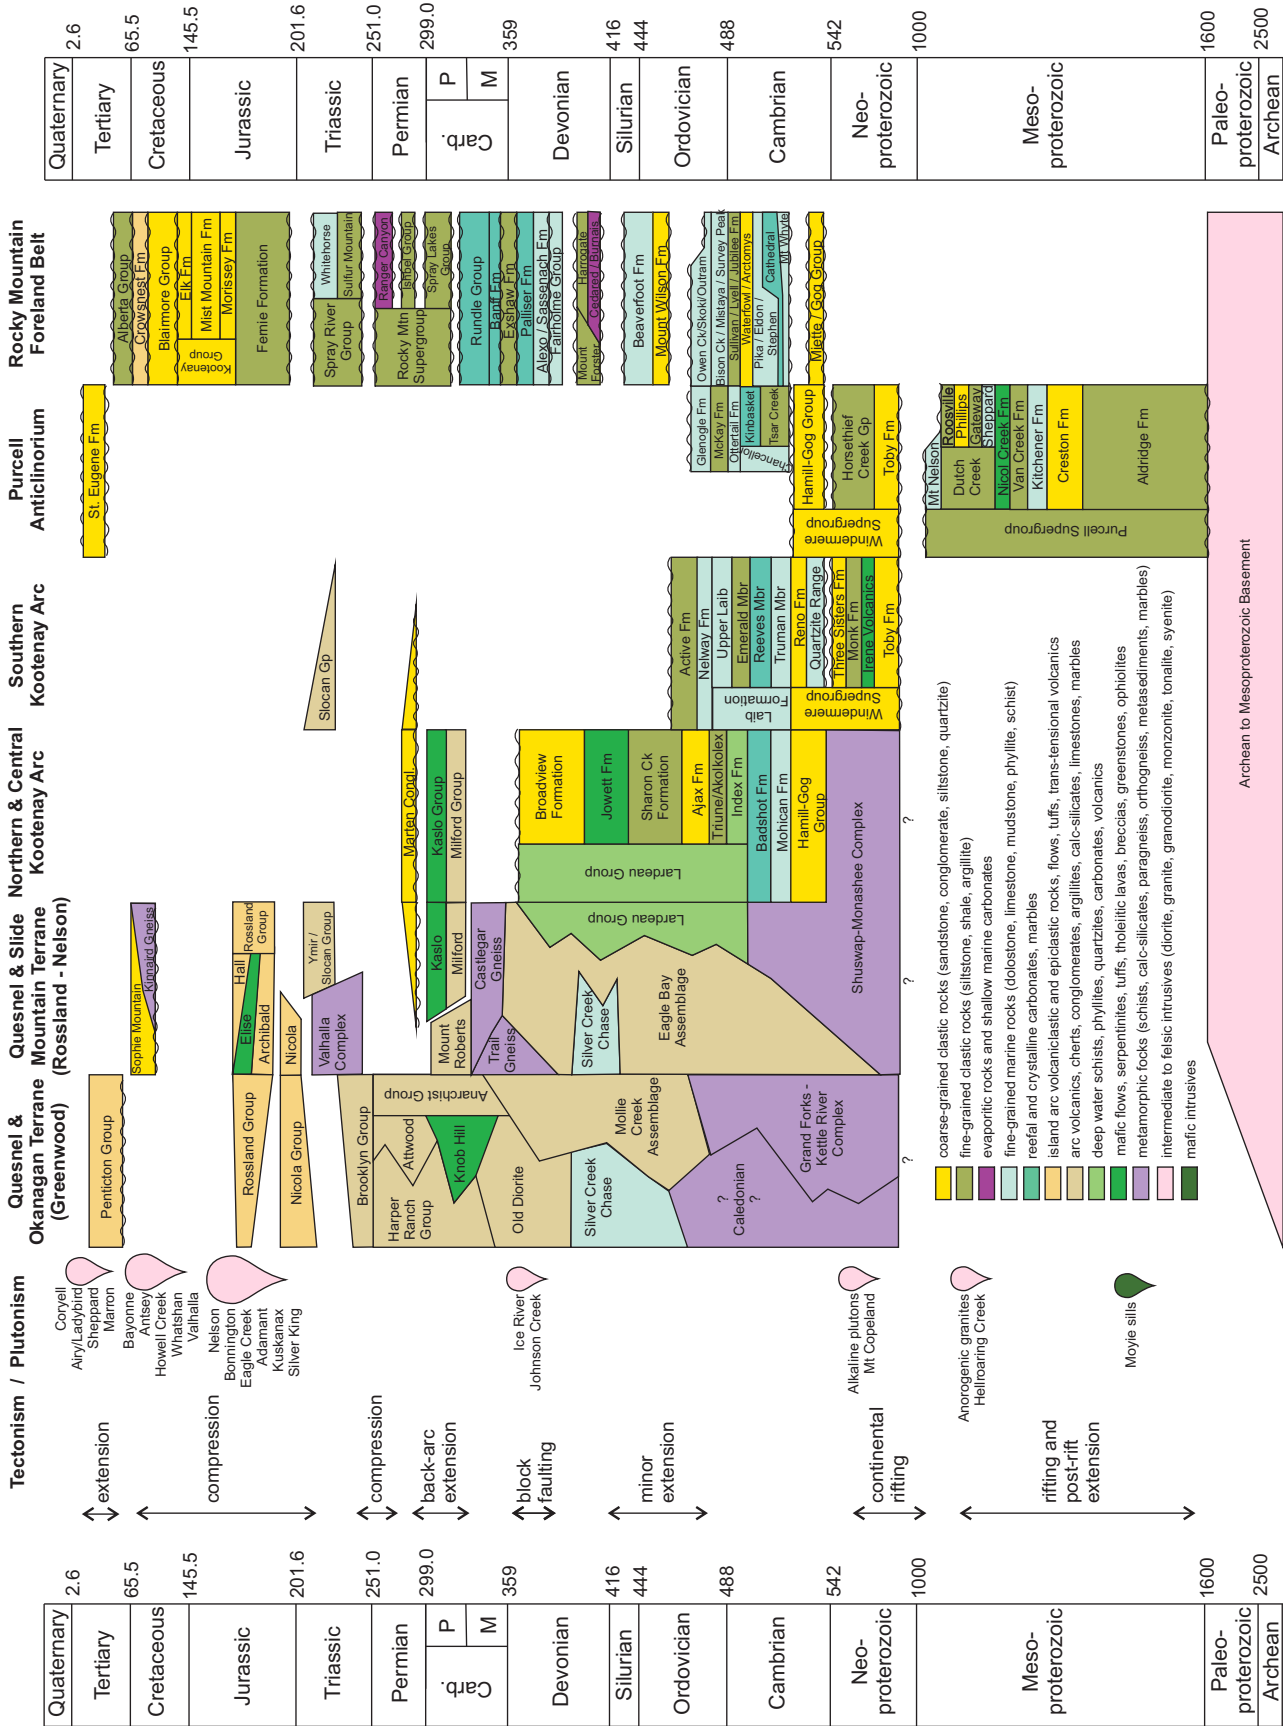 Tectonism / Plutonism
Quesnel &
Okanagan Terrane
(Greenwood)
Quesnel & Slide
Mountain Terrane
(Rossland - Nelson)
Northern & Central
Kootenay Arc
Southern
Kootenay Arc
Purcell
Anticlinorium
Rocky Mountain
Foreland Belt
Quaternary
Tertiary
Cretaceous
Jurassic
Triassic
Permian
Carb.
P
M
Devonian
Silurian
Ordovician
Cambrian
Neo-
proterozoic
Meso-
proterozoic
Paleo-
proterozoic
Archean
2.6
65.5
145.5
201.6
251.0
299.0
359
416
444
488
542
1000
1600
2500
extension
compression
compression
back-arc
extension
block
faulting
minor
extension
continental
rifting
rifting and
post-rift
extension
Coryell
Airy/Ladybird
Sheppard
Marron
Bayonne
Antsey
Howell Creek
Whatshan
Valhalla
Nelson
Bonnington
Eagle Creek
Adamant
Kuskanax
Silver King
Ice River
Johnson Creek
Alkaline plutons
Mt Copeland
Anorogenic granites
Hellroaring Creek
Moyie sills
Penticton Group
Rossland Group
Nicola Group
Brooklyn Group
Anarchist Group
Harper
Ranch
Group
Attwood
Knob Hill
Old Diorite
Mollie
Creek
Assemblage
Silver Creek
Chase
?
Caledonian
?
Grand Forks -
Kettle River
Complex
?
Sophie Mountain
Kinnaird Gneiss
Hall
Rossland
Group
Elise
Archibald
Nicola
Ymir /
Slocan Group
Valhalla
Complex
Kaslo
Milford
Mount
Roberts
Castlegar
Gneiss
Trail
Gneiss
Silver Creek
Chase
Eagle Bay
Assemblage
Lardeau Group
Shuswap-Monashee Complex
?
?
Marten Congl.
Kaslo Group
Milford Group
Broadview
Formation
Jowett Fm
Sharon Ck
Formation
Ajax Fm
Triune/Akolkolex
Index Fm
Lardeau Group
Badshot Fm
Mohican Fm
Hamill-Gog
Group
Slocan Gp
Active Fm
Nelway Fm
Upper Laib
Emerald Mbr
Reeves Mbr
Truman Mbr
Laib
Formation
Reno Fm
Quartzite Range
Three Sisters Fm
Monk Fm
Irene Volcanics
Toby Fm
Windermere
Supergroup
St. Eugene Fm
Glenogle Fm
McKay Fm
Ottertail Fm
Kinbasket
Tsar Creek
Chancellor
Hamill-Gog Group
Horsethief
Creek Gp
Toby Fm
Windermere
Supergroup
Mt Nelson
Dutch
Creek
Roosville
Phillips
Gateway
Sheppard
Nicol Creek Fm
Van Creek Fm
Kitchener Fm
Creston Fm
Aldridge Fm
Purcell Supergroup
Alberta Group
Crowsnest Fm
Blairmore Group
Elk Fm
Mist Mountain Fm
Morissey Fm
Kootenay
Group
Fernie Formation
Whitehorse
Sulfur Mountain
Spray River
Group
Ranger Canyon
Ishbel Group
Spray Lakes
Group
Rocky Mtn
Supergroup
Rundle Group
Banff Fm
Exshaw Fm
Palliser Fm
Alexo / Sassenach Fm
Fairholme Group
Mount
Forster
Harrogate
Cedared / Burnais
Beaverfoot Fm
Mount Wilson Fm
Owen Ck/Skoki/Outram
Bison Ck / Mistaya / Survey Peak
Sullivan / Lyell / Jubilee Fm
Waterfowl / Arctomys
Pika / Eldon /
Stephen
Cathedral
Mt Whyte
Miette / Gog Group
Archean to Mesoproterozoic Basement
coarse-grained clastic rocks (sandstone, conglomerate, siltstone, quartzite)
fine-grained clastic rocks (siltstone, shale, argillite)
evaporitic rocks and shallow marine carbonates
fine-grained marine rocks (dolostone, limestone, mudstone, phyllite, schist)
reefal and crystalline carbonates, marbles
island arc volcaniclastic and epiclastic rocks, flows, tuffs, trans-tensional volcanics
arc volcanics, cherts, conglomerates, argillites, calc-silicates, limestones, marbles
deep water schists, phyllites, quartzites, carbonates, volcanics
mafic flows, serpentinites, tuffs, tholeiitic lavas, breccias, greenstones, ophiolites
metamorphic focks (schists, calc-silicates, paragneiss, orthogneiss, metasediments, marbles)
intermediate to felsic intrusives (diorite, granite, granodiorite, monzonite, tonalite, syenite)
mafic intrusives
Quaternary
Tertiary
Cretaceous
Jurassic
Triassic
Permian
Carb.
P
M
Devonian
Silurian
Ordovician
Cambrian
Neo-
proterozoic
Meso-
proterozoic
Paleo-
proterozoic
Archean
2.6
65.5
145.5
201.6
251.0
299.0
359
416
444
488
542
1000
1600
2500